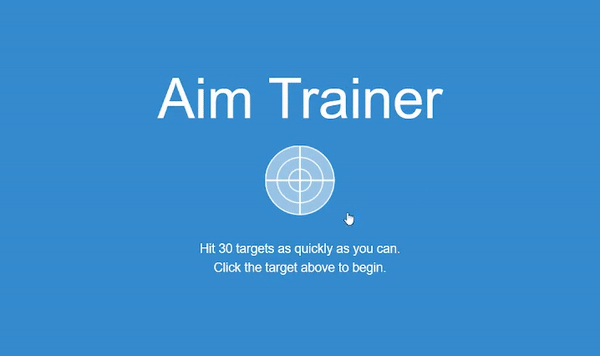 Aim Trainer
Hit 30 targets as quickly as you can.
Click the target above to begin.